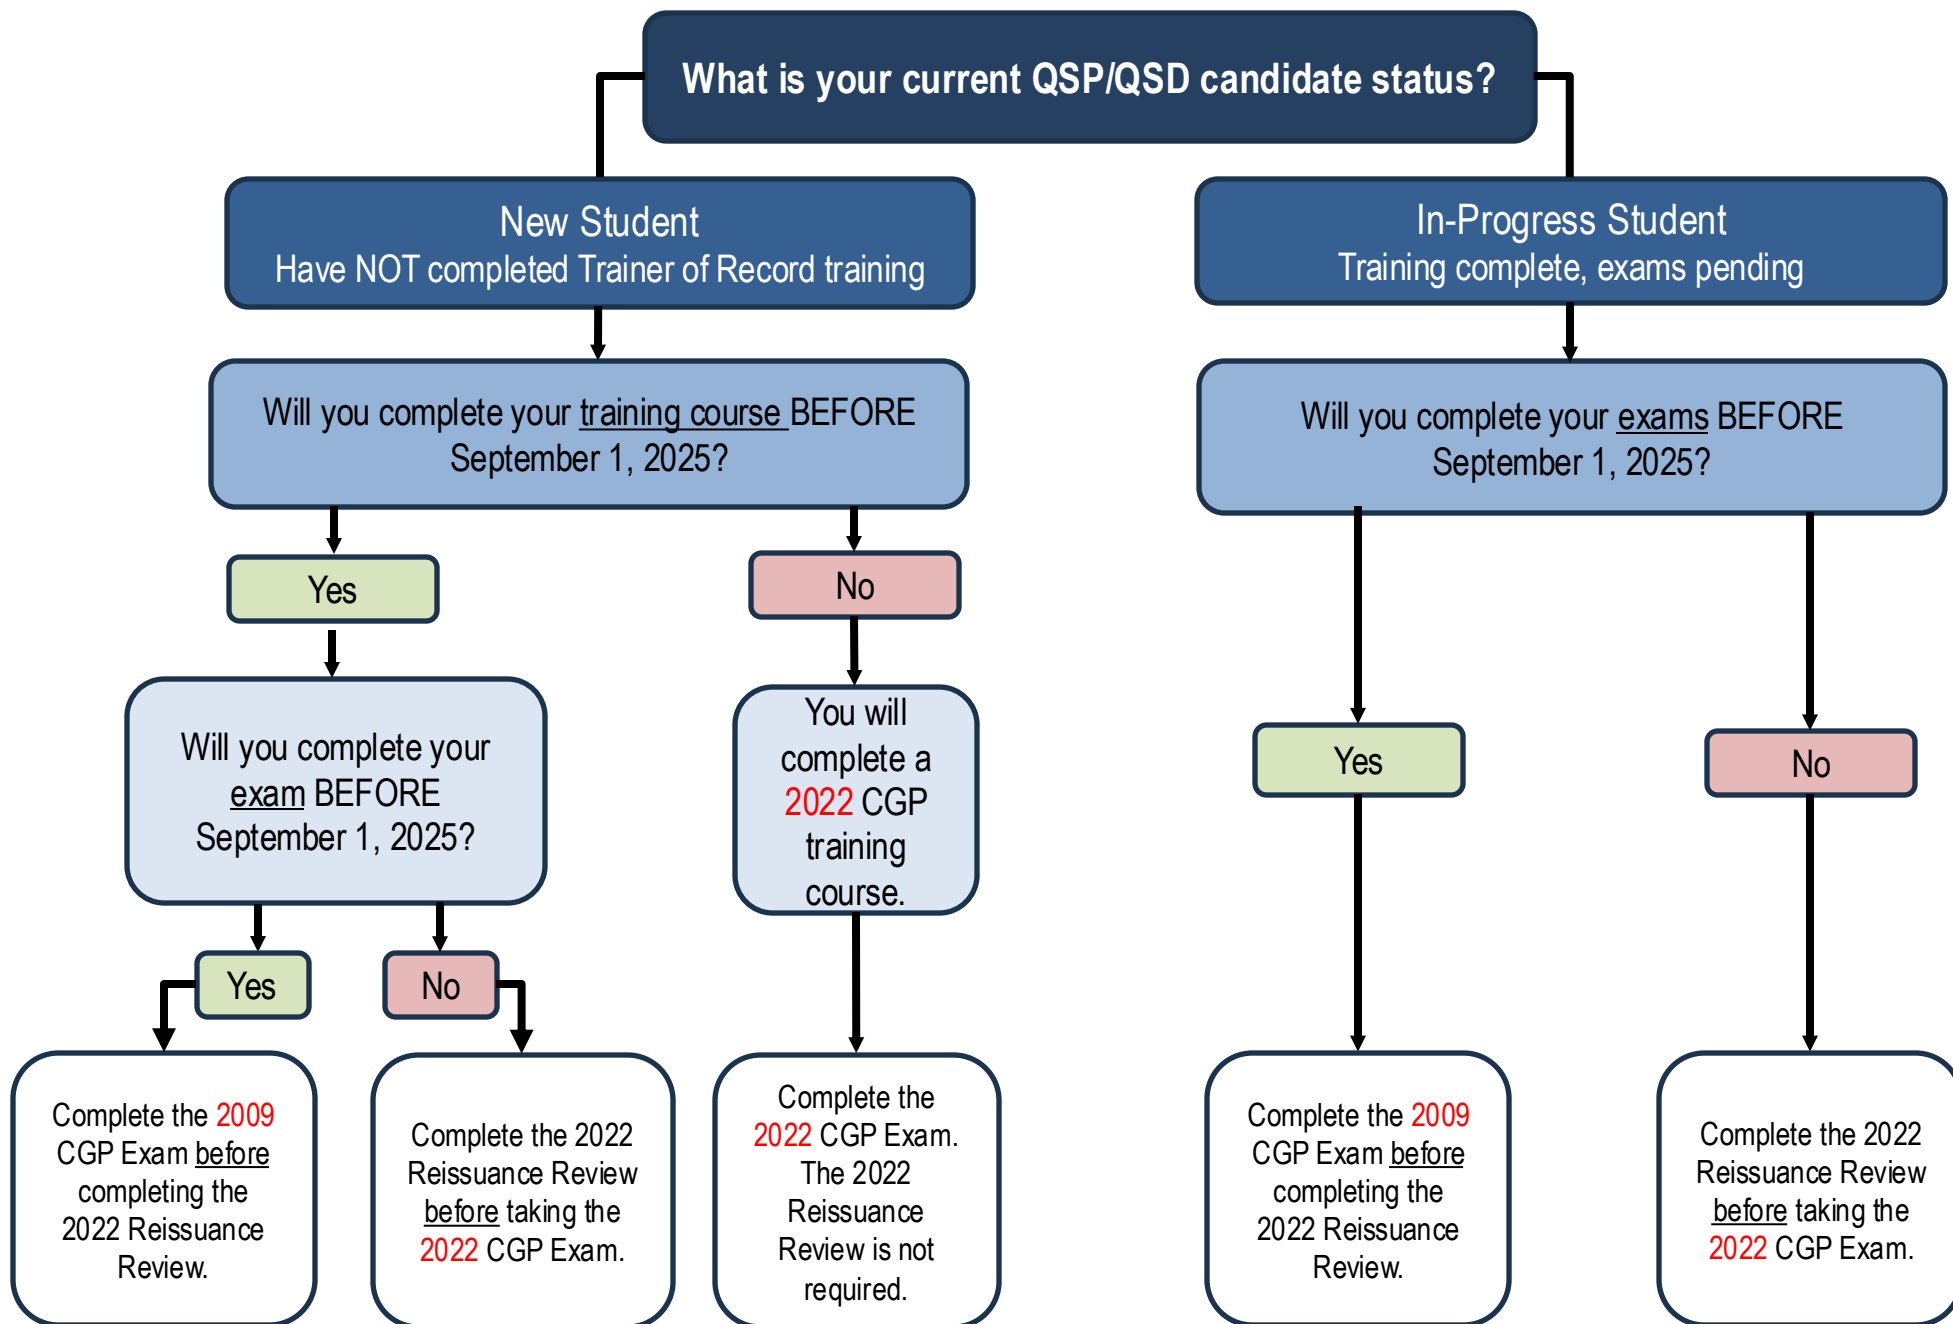 What is your current QSP/QSD candidate status?
New Student
Have NOT completed Trainer of Record training
In-Progress Student
Training complete, exams pending
Will you complete your training course BEFORE
September 1, 2025?
Will you complete your exams BEFORE
September 1, 2025?
Yes
No
Will you complete your
exam BEFORE
September 1, 2025?
You will
complete a
2022 CGP
training
course.
Yes
No
Yes
No
Complete the 2009
CGP Exam before
completing the
2022 Reissuance
Review.
Complete the 2022
Reissuance Review
before taking the
2022 CGP Exam.
Complete the
2022 CGP Exam.
The 2022
Reissuance
Review is not
required.
Complete the 2009
CGP Exam before
completing the
2022 Reissuance
Review.
Complete the 2022
Reissuance Review
before taking the
2022 CGP Exam.